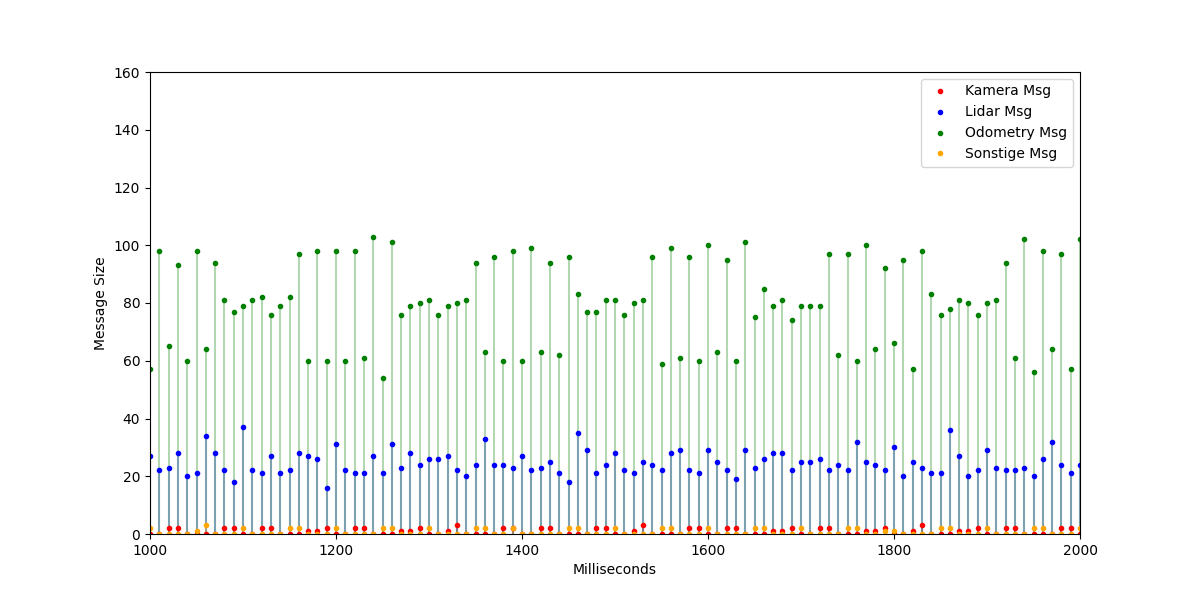 160
140
120
100
80
60
40
20
0
Message Size
1000
1200
1400
1600
1800
2000
Milliseconds
Kamera Msg
Lidar Msg
Odometry Msg
Sonstige Msg